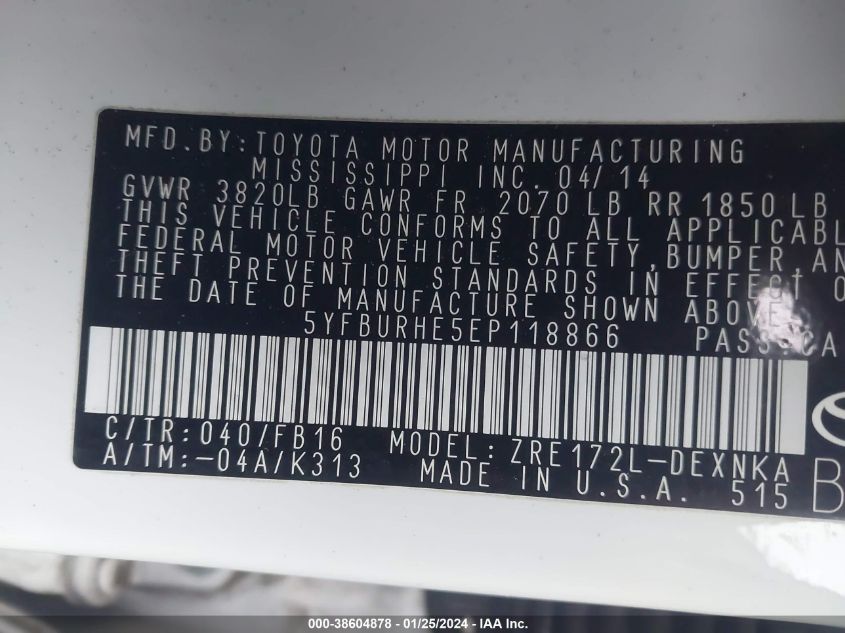 MFD.BY:TOYOTA MOTOR MANUFACTURING
MISSISSIPPI INC. 04/14
GVWR 3820LB GAWR FR 2070 LB RR 1850 LB
THIS VEHICLE CONFORMS TO ALL APPLICABL
FEDERAL MOTOR VEHICLE SAFETY,BUMPER AN
THEFT PREVENTION STANDARDS IN EFFECT O
THE DATE OF MANUFACTURE SHOWN ABOVE.
5YFBURHE5EP118866 PASS.CA
C/TR:040/FB16 MODEL:ZRE172L-DEXNKA
A/TM:-04A/K313 MADE IN U.S.A. 515
000-38604878 - 01/25/2024 - IAA Inc.